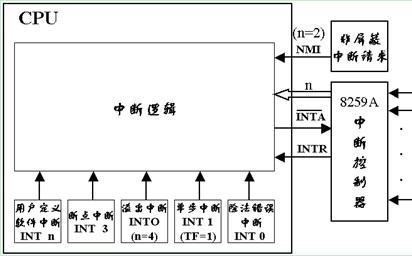 CPU
中断逻辑
(n=2)
NMI
非屏蔽
中断请求
n
INTA
INTR
8259A
中
断
控
制
器
用户定义
软件中断
INT n
断点中断
INT 3
溢出中断
INTO
(n=4)
单步中断
INT 1
(TF=1)
除法错误
中断
INT 0